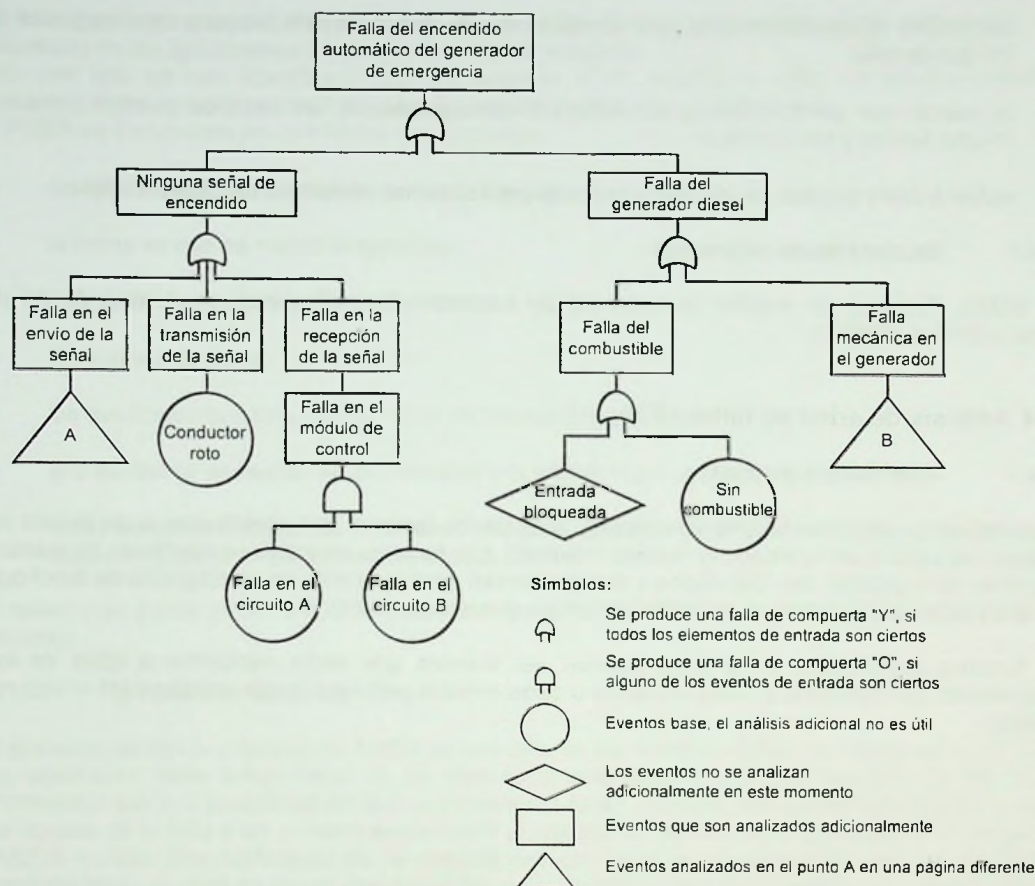 Falla del encendido
automático del generador
de emergencia
Ninguna señal de
encendido
Falla del
generador diesel
Falla en el
envío de la
señal
Falla en la
transmisión
de la señal
Falla en la
recepción
de la señal
Falla del
combustible
Falla
mecánica en
el generador
A
Conductor
roto
Falla en el
módulo de
control
B
Entrada
bloqueada
Sin
combustible
Falla en el
circuito A
Falla en el
circuito B
Símbolos:
Se produce una falla de compuerta "Y", si
todos los elementos de entrada son ciertos
Se produce una falla de compuerta "O", si
alguno de los eventos de entrada son ciertos
Eventos base, el análisis adicional no es útil
Los eventos no se analizan
adicionalmente en este momento
Eventos que son analizados adicionalmente
Eventos analizados en el punto A en una página diferente